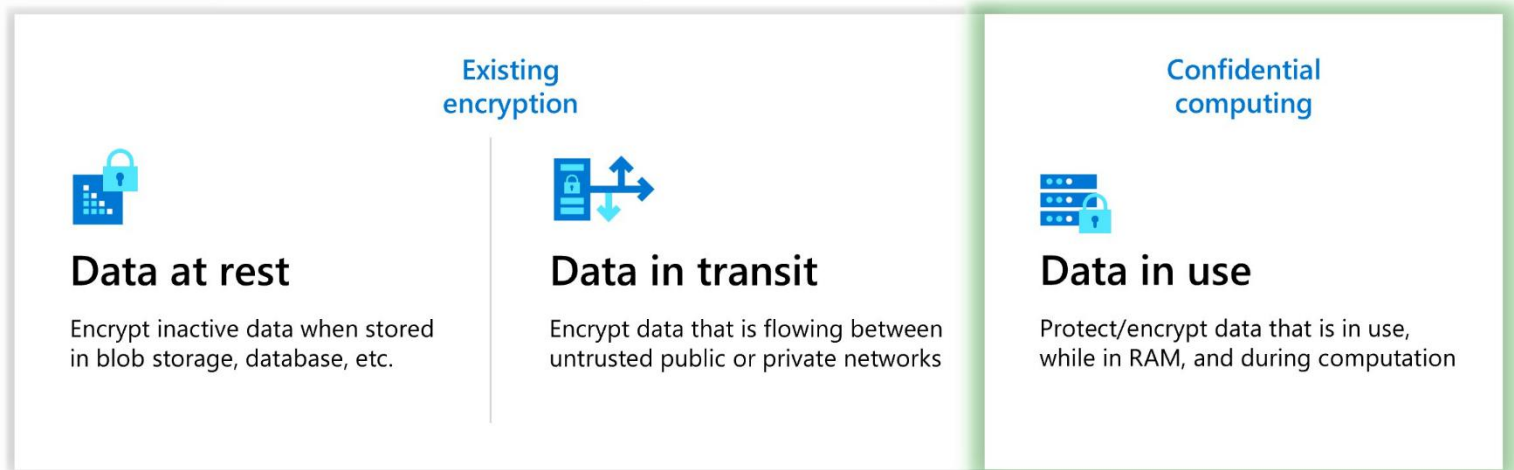 Existing
encryption
Data at rest
Encrypt inactive data when stored
in blob storage, database, etc.
Data in transit
Encrypt data that is flowing between
untrusted public or private networks
Confidential
computing
Data in use
Protect/encrypt data that is in use,
while in RAM, and during computation